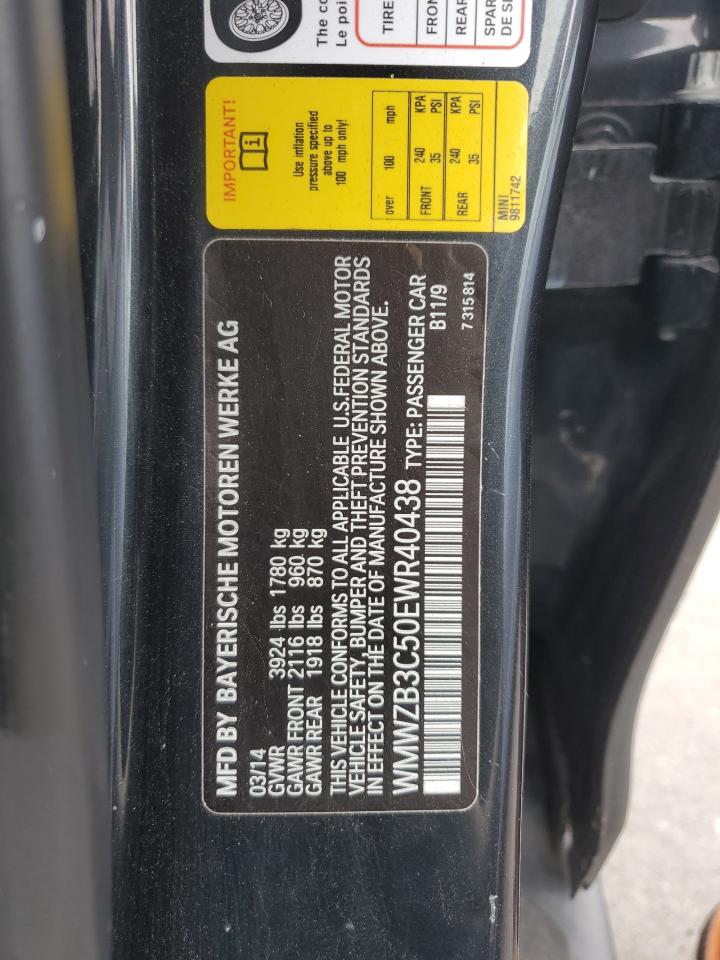 MFD BY BAYERISCHE MOTOREN WERKE AG
03/14
GVWR 3924 lbs 1780 kg
GAWR FRONT 2116 lbs 960 kg
GAWR REAR 1918 lbs 870 kg
THIS VEHICLE CONFORMS TO ALL APPLICABLE U.S.FEDERAL MOTOR
VEHICLE SAFETY, BUMPER AND THEFT PREVENTION STANDARDS
IN EFFECT ON THE DATE OF MANUFACTURE SHOWN ABOVE.
WMWZB3C50EWR40438 TYPE: PASSENGER CAR
B11/9
7 315 814
IMPORTANT!
Use inflation
pressure specified
above up to
100 mph only!
over 100 mph
FRONT 240 KPA
35 PSI
REAR 240 KPA
35 PSI
MINI
9811742
The co
Le poi
TIRE
FRON
REAR
SPAR
DE SE